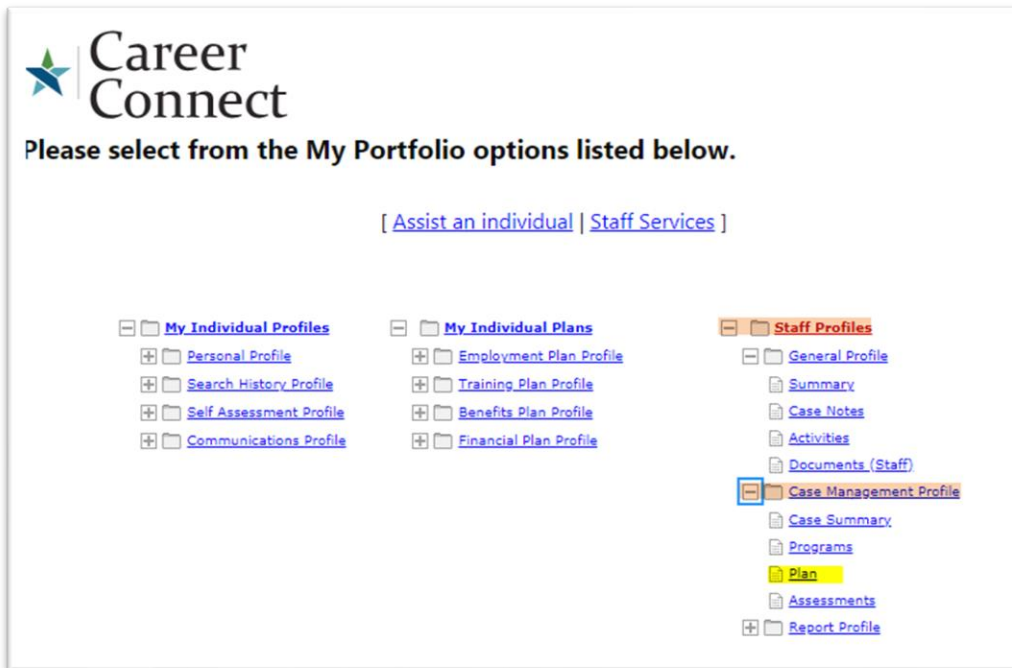 Career
Connect
Please select from the My Portfolio options listed below.
[ Assist an individual | Staff Services ]
My Individual Profiles
Personal Profile
Search History Profile
Self Assessment Profile
Communications Profile
My Individual Plans
Employment Plan Profile
Training Plan Profile
Benefits Plan Profile
Financial Plan Profile
Staff Profiles
General Profile
Summary
Case Notes
Activities
Documents (Staff)
Case Management Profile
Case Summary
Programs
Plan
Assessments
Report Profile